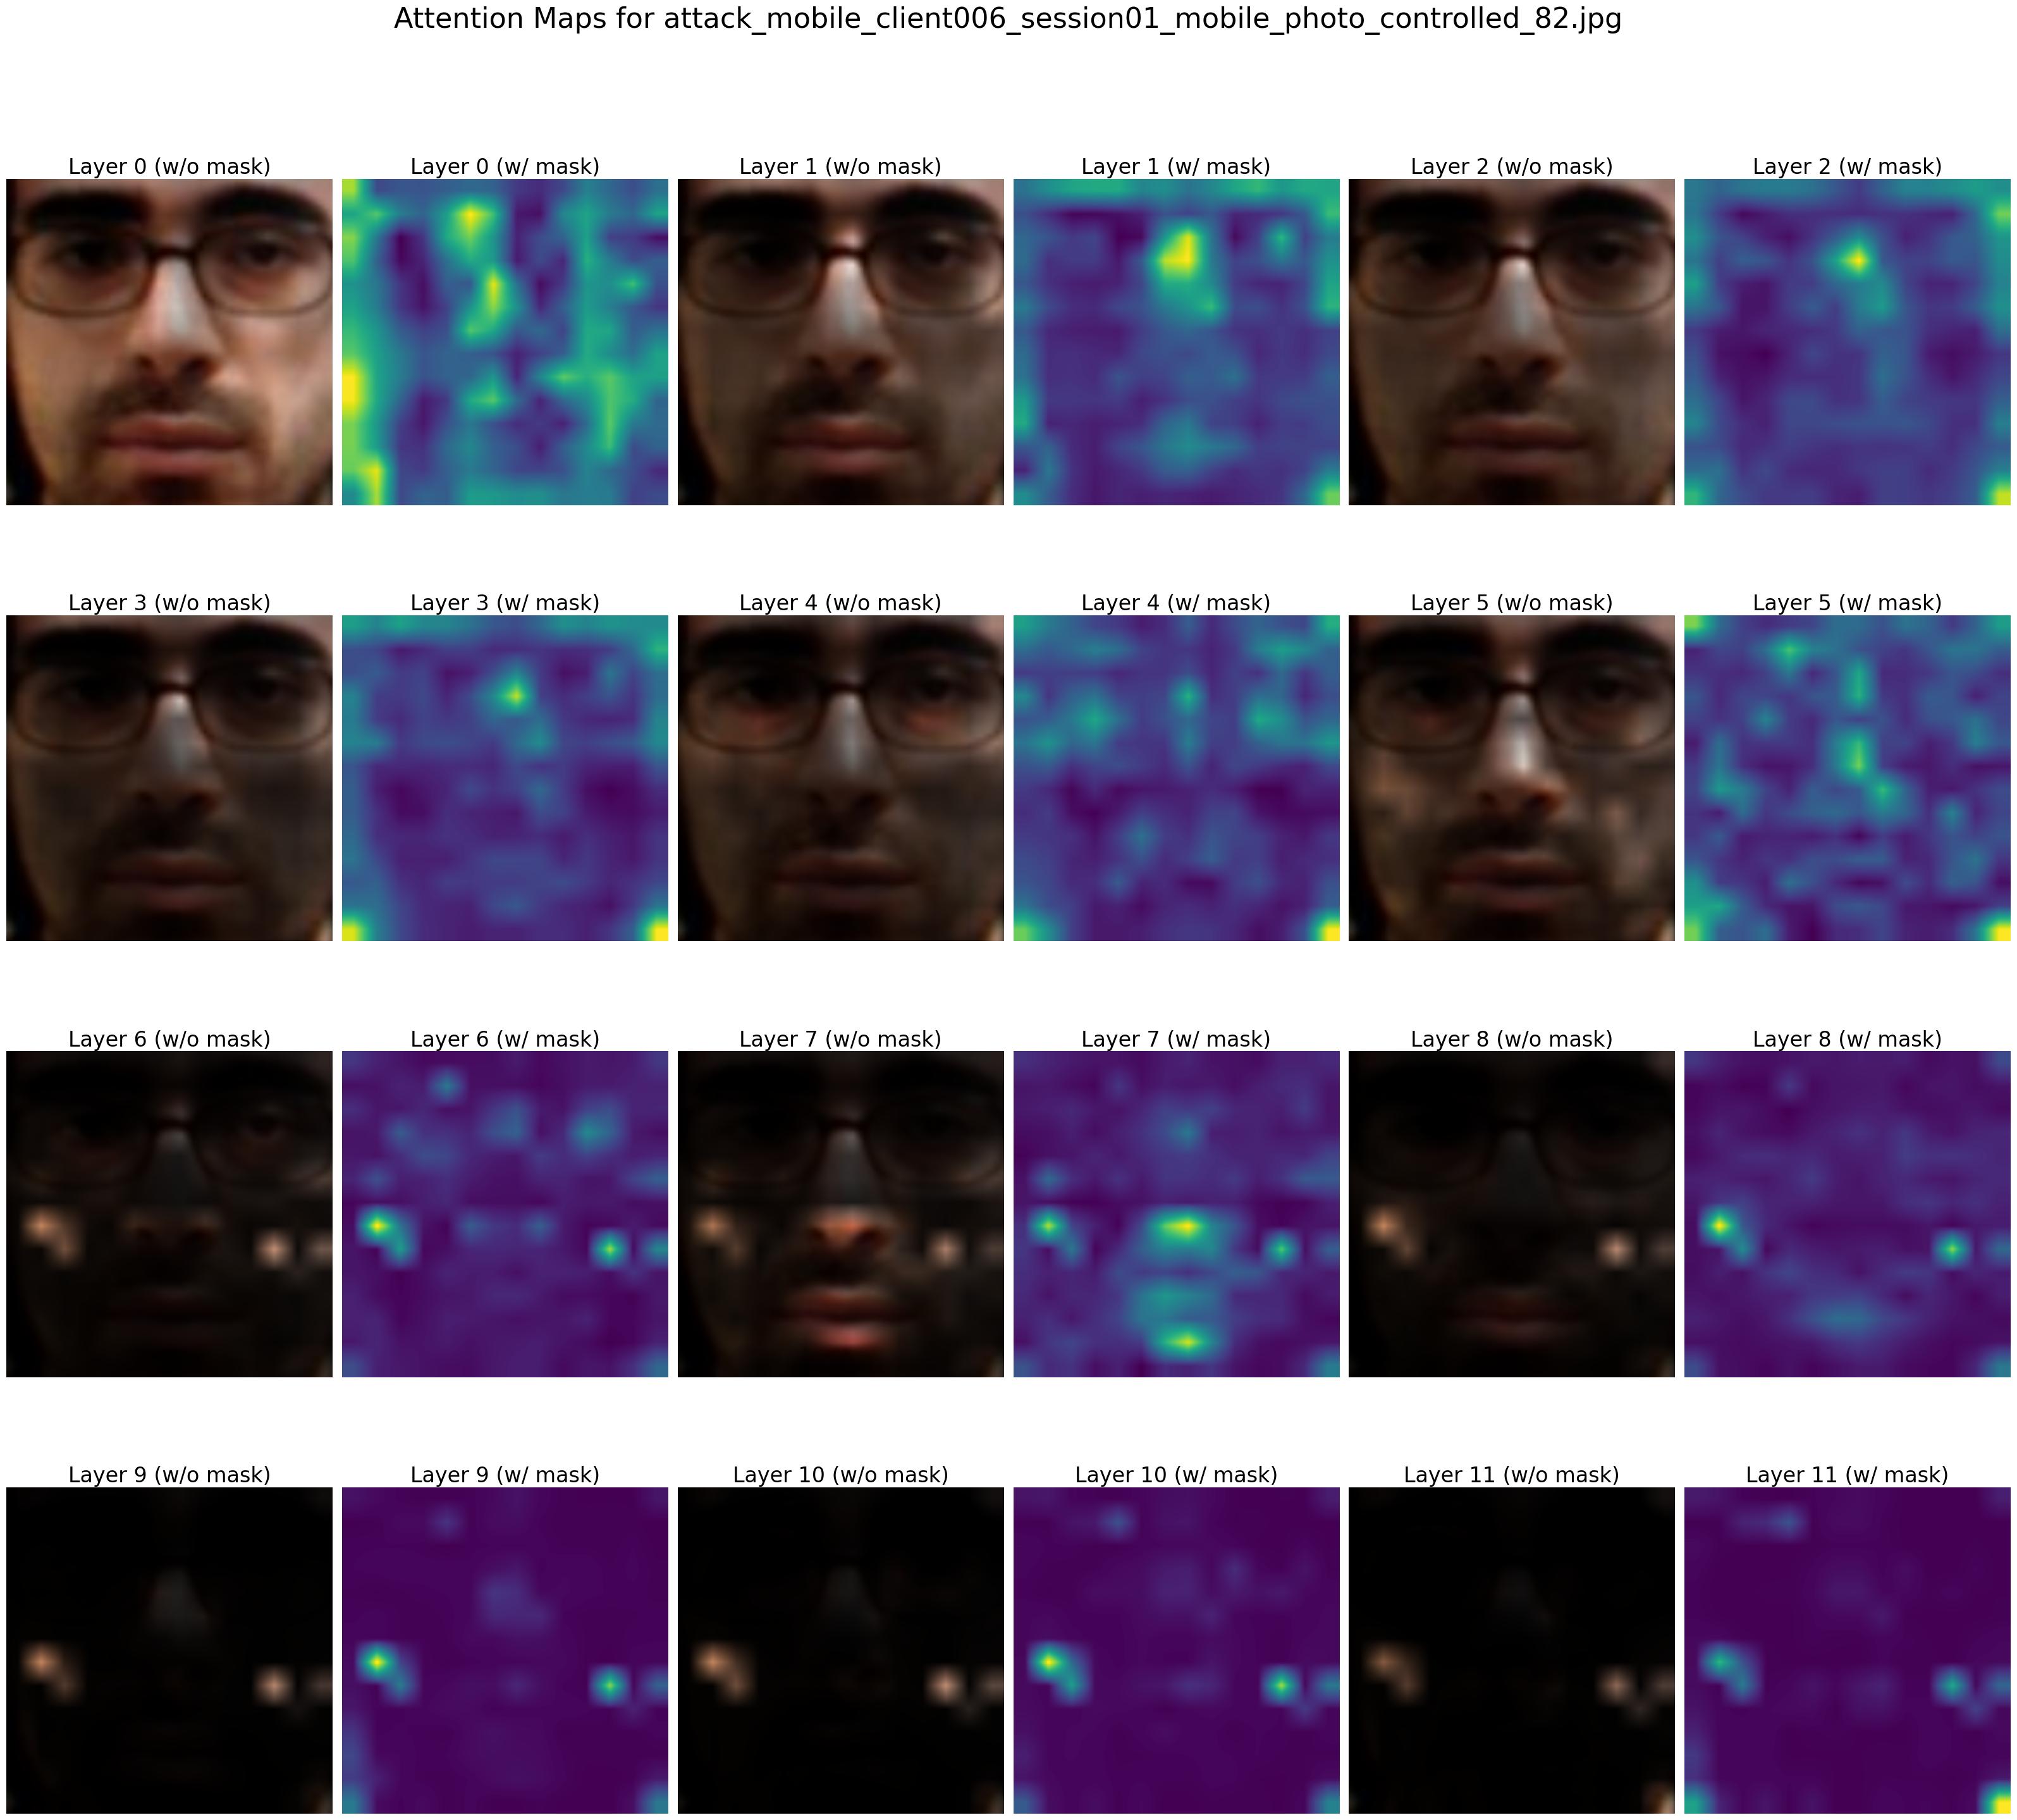 Attention Maps for attack_mobile_client006_session01_mobile_photo_controlled_82.jpg
Layer 0 (w/o mask)
Layer 0 (w/ mask)
Layer 1 (w/o mask)
Layer 1 (w/ mask)
Layer 2 (w/o mask)
Layer 2 (w/ mask)
Layer 3 (w/o mask)
Layer 3 (w/ mask)
Layer 4 (w/o mask)
Layer 4 (w/ mask)
Layer 5 (w/o mask)
Layer 5 (w/ mask)
Layer 6 (w/o mask)
Layer 6 (w/ mask)
Layer 7 (w/o mask)
Layer 7 (w/ mask)
Layer 8 (w/o mask)
Layer 8 (w/ mask)
Layer 9 (w/o mask)
Layer 9 (w/ mask)
Layer 10 (w/o mask)
Layer 10 (w/ mask)
Layer 11 (w/o mask)
Layer 11 (w/ mask)